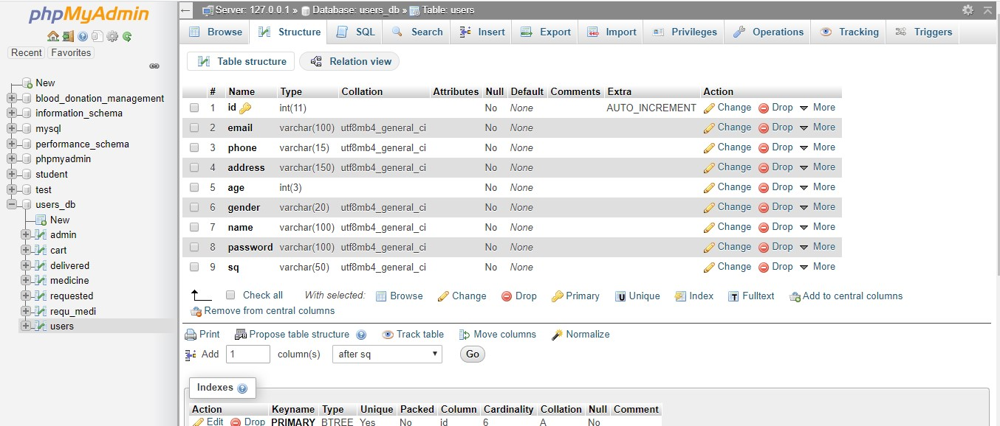 phpMyAdmin
Recent Favorites
New
blood_donation_management
information_schema
mysql
performance_schema
phpmyadmin
student
test
users_db
New
admin
cart
delivered
medicine
requested
requ_medi
users
Server: 127.0.0.1 » Database: users_db » Table: users
Browse Structure SQL Search Insert Export Import Privileges Operations Tracking Triggers
Table structure Relation view
# Name Type Collation Attributes Null Default Comments Extra Action
1 id int(11) No None AUTO_INCREMENT Change Drop More
2 email varchar(100) utf8mb4_general_ci No None Change Drop More
3 phone varchar(15) utf8mb4_general_ci No None Change Drop More
4 address varchar(150) utf8mb4_general_ci No None Change Drop More
5 age int(3) No None Change Drop More
6 gender varchar(20) utf8mb4_general_ci No None Change Drop More
7 name varchar(100) utf8mb4_general_ci No None Change Drop More
8 password varchar(100) utf8mb4_general_ci No None Change Drop More
9 sq varchar(50) utf8mb4_general_ci No None Change Drop More
Check all With selected: Browse Change Drop Primary Unique Index Fulltext Add to central columns
Remove from central columns
Print Propose table structure Track table Move columns Normalize
Add 1 column(s) after sq Go
Indexes
Action Keyname Type Unique Packed Column Cardinality Collation Null Comment
Edit Drop PRIMARY BTREE Yes No id 6 A No